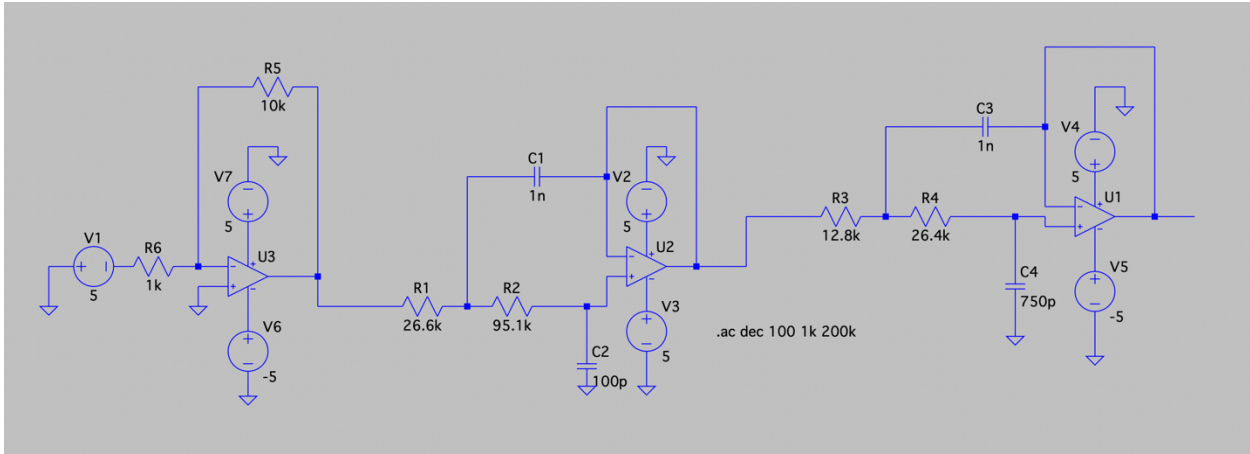 R5
10k
V7
5
V1
5
R6
1k
U3
V6
-5
C1
1n
V2
5
U2
R1
26.6k
R2
95.1k
C2
100p
V3
5
.ac dec 100 1k 200k
C3
1n
V4
5
R3
12.8k
R4
26.4k
U1
C4
750p
V5
-5